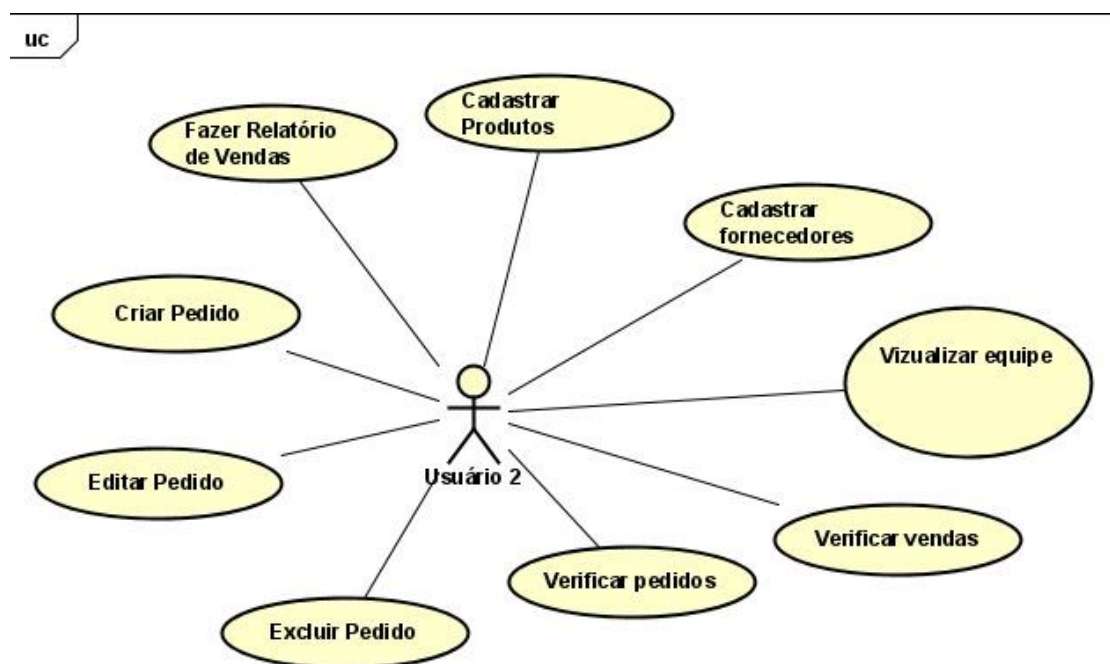 uc
Cadastrar
Produtos
Fazer Relatório
de Vendas
Cadastrar
fornecedores
Criar Pedido
Vizualizar equipe
Editar Pedido
Usuário 2
Verificar vendas
Verificar pedidos
Excluir Pedido